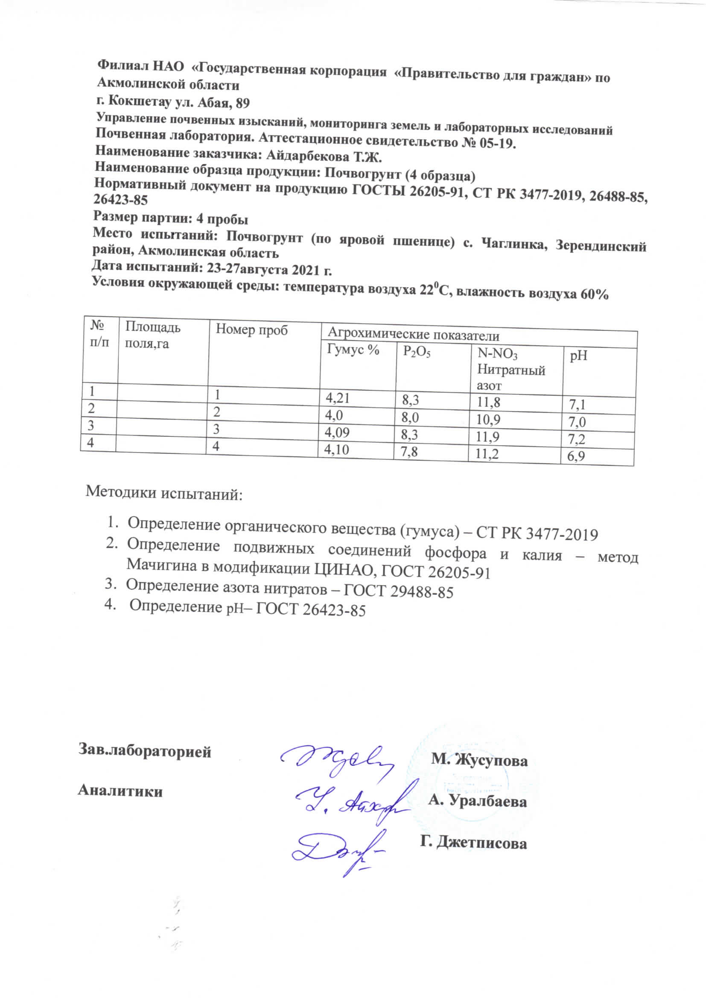 Филиал НАО «Государственная корпорация «Правительство для граждан» по
Акмолинской области
г. Кокшетау ул. Абая, 89
Управление почвенных изысканий, мониторинга земель и лабораторных исследований
Почвенная лаборатория. Аттестационное свидетельство № 05-19.
Наименование заказчика: Айдарбекова Т.Ж.
Наименование образца продукции: Почвогрунт (4 образца)
Нормативный документ на продукцию ГОСТЫ 26205-91, СТ РК 3477-2019, 26488-85,
26423-85
Размер партии: 4 пробы
Место испытаний: Почвогрунт (по яровой пшенице) с. Чаглинка, Зерендинский
район, Акмолинская область
Дата испытаний: 23-27августа 2021 г.
Условия окружающей среды: температура воздуха 22⁰С, влажность воздуха 60%
№ п/п Площадь поля,га Номер проб Агрохимические показатели
Гумус % P₂O₅ N-NO₃ Нитратный азот pH
1 1 4,21 8,3 11,8 7,1
2 2 4,0 8,0 10,9 7,0
3 3 4,09 8,3 11,9 7,2
4 4 4,10 7,8 11,2 6,9
Методики испытаний:
1. Определение органического вещества (гумуса) – СТ РК 3477-2019
2. Определение подвижных соединений фосфора и калия – метод
Мачигина в модификации ЦИНАО, ГОСТ 26205-91
3. Определение азота нитратов – ГОСТ 29488-85
4. Определение pH– ГОСТ 26423-85
Зав.лабораторией М. Жусупова
Аналитики А. Уралбаева
Г. Джетписова